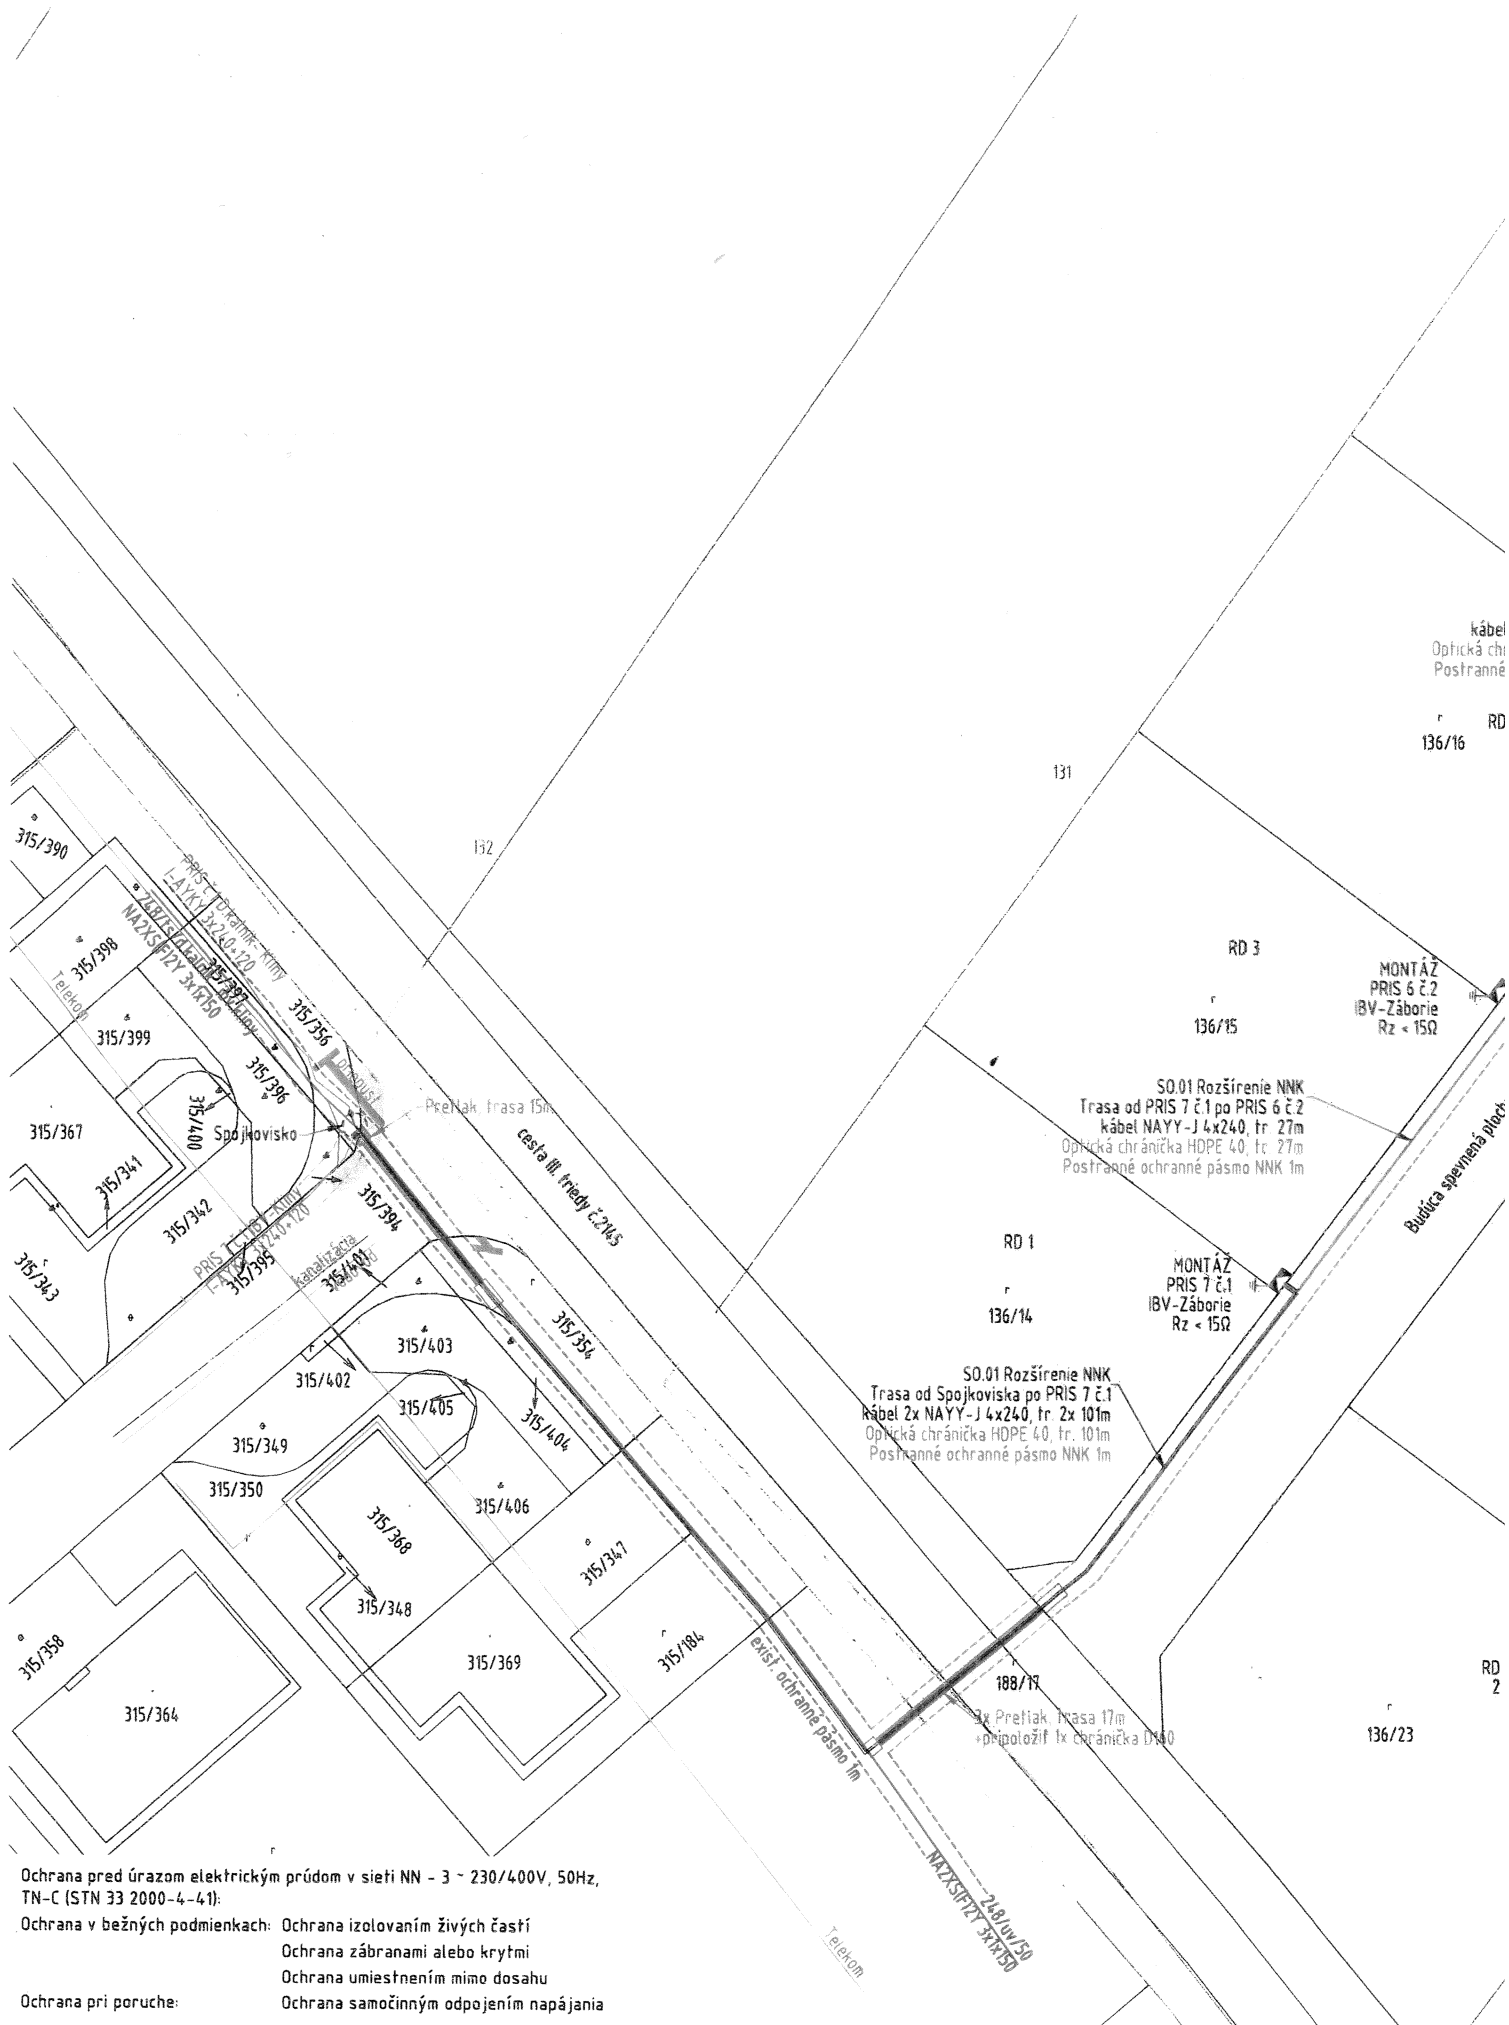 kábel
Optická
Postranné
RD
136/16
131
132
315/390
PRIS č.1 D.kalník - Kliny
1-AYKY 3x240+120
NA2XS(F)2Y 3x1x150
315/398
315/397
Telekom
315/399
315/356
315/396
315/400
Pretlak, trasa 15m
Spojkovisko
315/367
315/341
315/342
315/394
315/343
315/395
kanalizácia
315/401
cesta III. triedy č.2145
RD 3
136/15
MONTÁŽ
PRIS 6 č.2
IBV-Záborie
Rz < 15Ω
SO.01 Rozšírenie NNK
Trasa od PRIS 7 č.1 po PRIS 6 č.2
kábel NAYY-J 4x240, tr. 27m
Optická chránička HDPE 40, tr. 27m
Postranné ochranné pásmo NNK 1m
Budúca spevnená
RD 1
136/14
MONTÁŽ
PRIS 7 č.1
IBV-Záborie
Rz < 15Ω
315/354
315/403
315/402
315/405
315/404
315/349
315/350
315/406
315/368
315/347
315/348
SO.01 Rozšírenie NNK
Trasa od Spojkoviska po PRIS 7 č.1
kábel 2x NAYY-J 4x240, tr. 2x 101m
Optická chránička HDPE 40, tr. 101m
Postranné ochranné pásmo NNK 1m
315/358
315/369
315/184
315/364
exist. ochranné pásmo 1m
188/17
3x Pretlak, trasa 17m
+pripoložiť 1x chránička D160
RD
2
136/23
248/uv/50
NA2XS(F)2Y 3x1x150
Telekom
Ochrana pred úrazom elektrickým prúdom v sieti NN - 3 ~ 230/400V, 50Hz,
TN-C (STN 33 2000-4-41):
Ochrana v bežných podmienkach: Ochrana izolovaním živých častí
Ochrana zábranami alebo krytmi
Ochrana umiestnením mimo dosahu
Ochrana pri poruche: Ochrana samočinným odpojením napájania